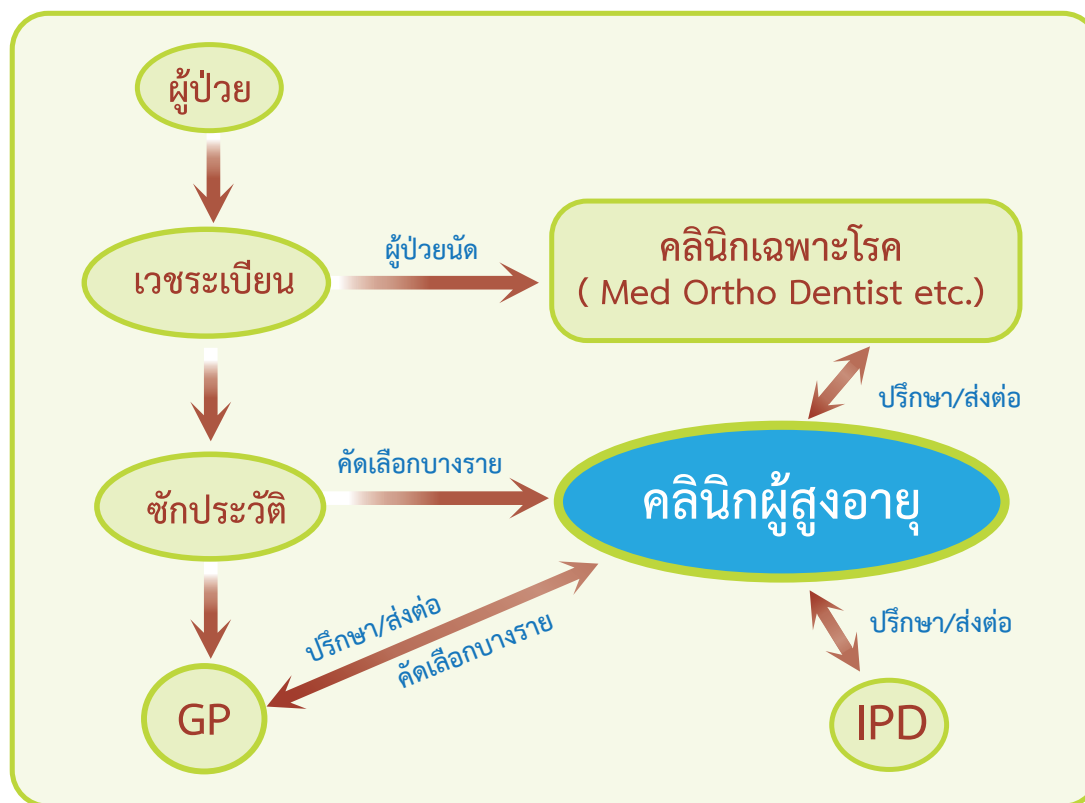 ผู้ป่วย
เวชระเบียน
ผู้ป่วยนัด
คลินิกเฉพาะโรค
( Med Ortho Dentist etc.)
ปรึกษา/ส่งต่อ
ซักประวัติ
คัดเลือกบางราย
คลินิกผู้สูงอายุ
ปรึกษา/ส่งต่อ
คัดเลือกบางราย
ปรึกษา/ส่งต่อ
GP
IPD